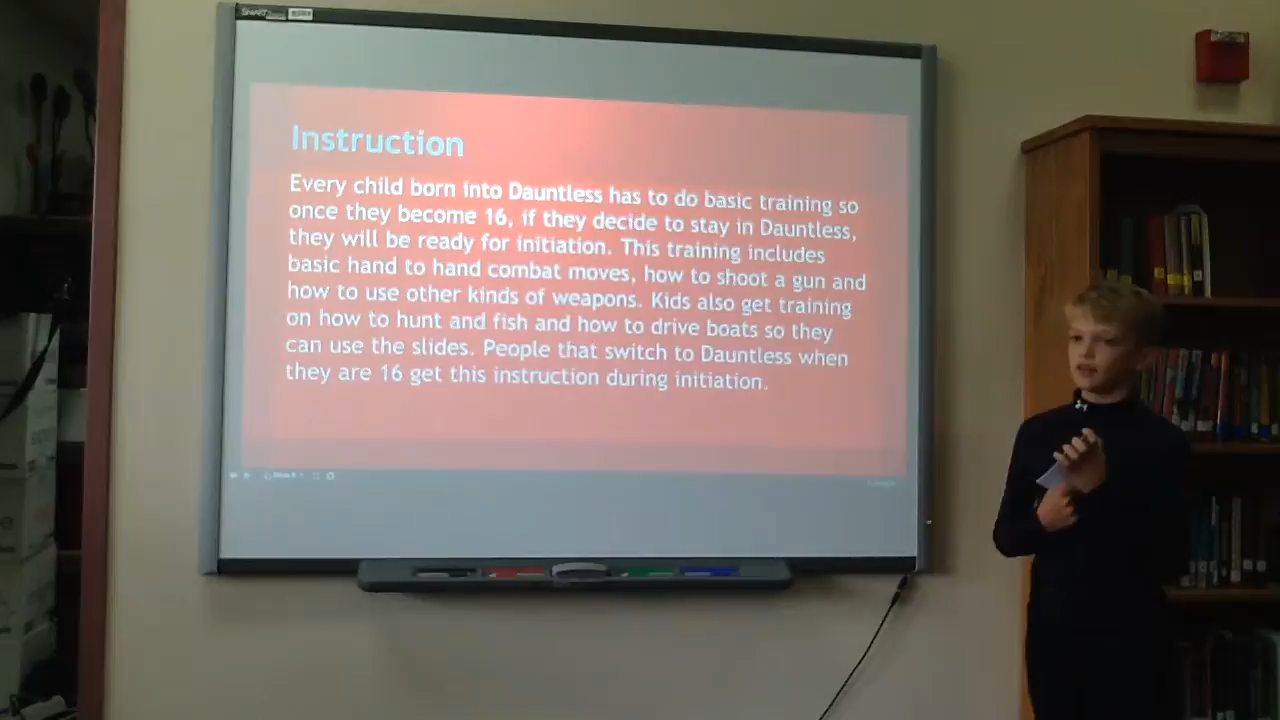 SMART
Instruction
Every child born into Dauntless has to do basic training so
once they become 16, if they decide to stay in Dauntless,
they will be ready for initiation. This training includes
basic hand to hand combat moves, how to shoot a gun and
how to use other kinds of weapons. Kids also get training
on how to hunt and fish and how to drive boats so they
can use the slides. People that switch to Dauntless when
they are 16 get this instruction during initiation.